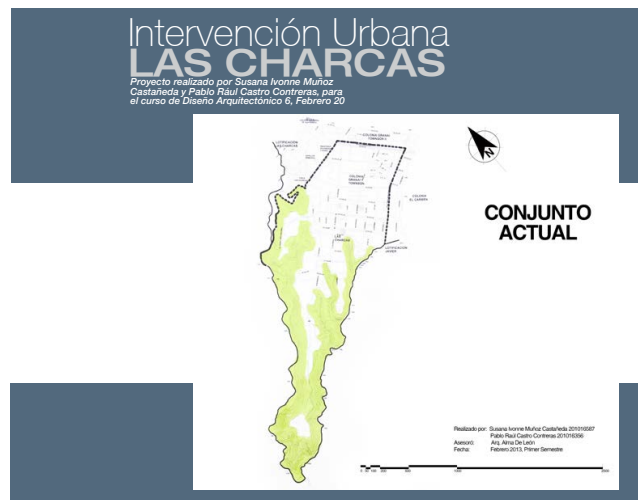 Intervención Urbana
LAS CHARCAS
Proyecto realizado por Susana Ivonne Muñoz
Castañeda y Pablo Rául Castro Contreras, para
el curso de Diseño Arquitectónico 6, Febrero 20
N
CONJUNTO
ACTUAL
COLONIA
EL CARMEN
Realizado por: Susana Ivonne Muñoz Castañeda 201016587
Pablo Raúl Castro Contreras 201016366
Asesoró: Arq. Alma De León
Fecha: Febrero 2013, Primer Semestre